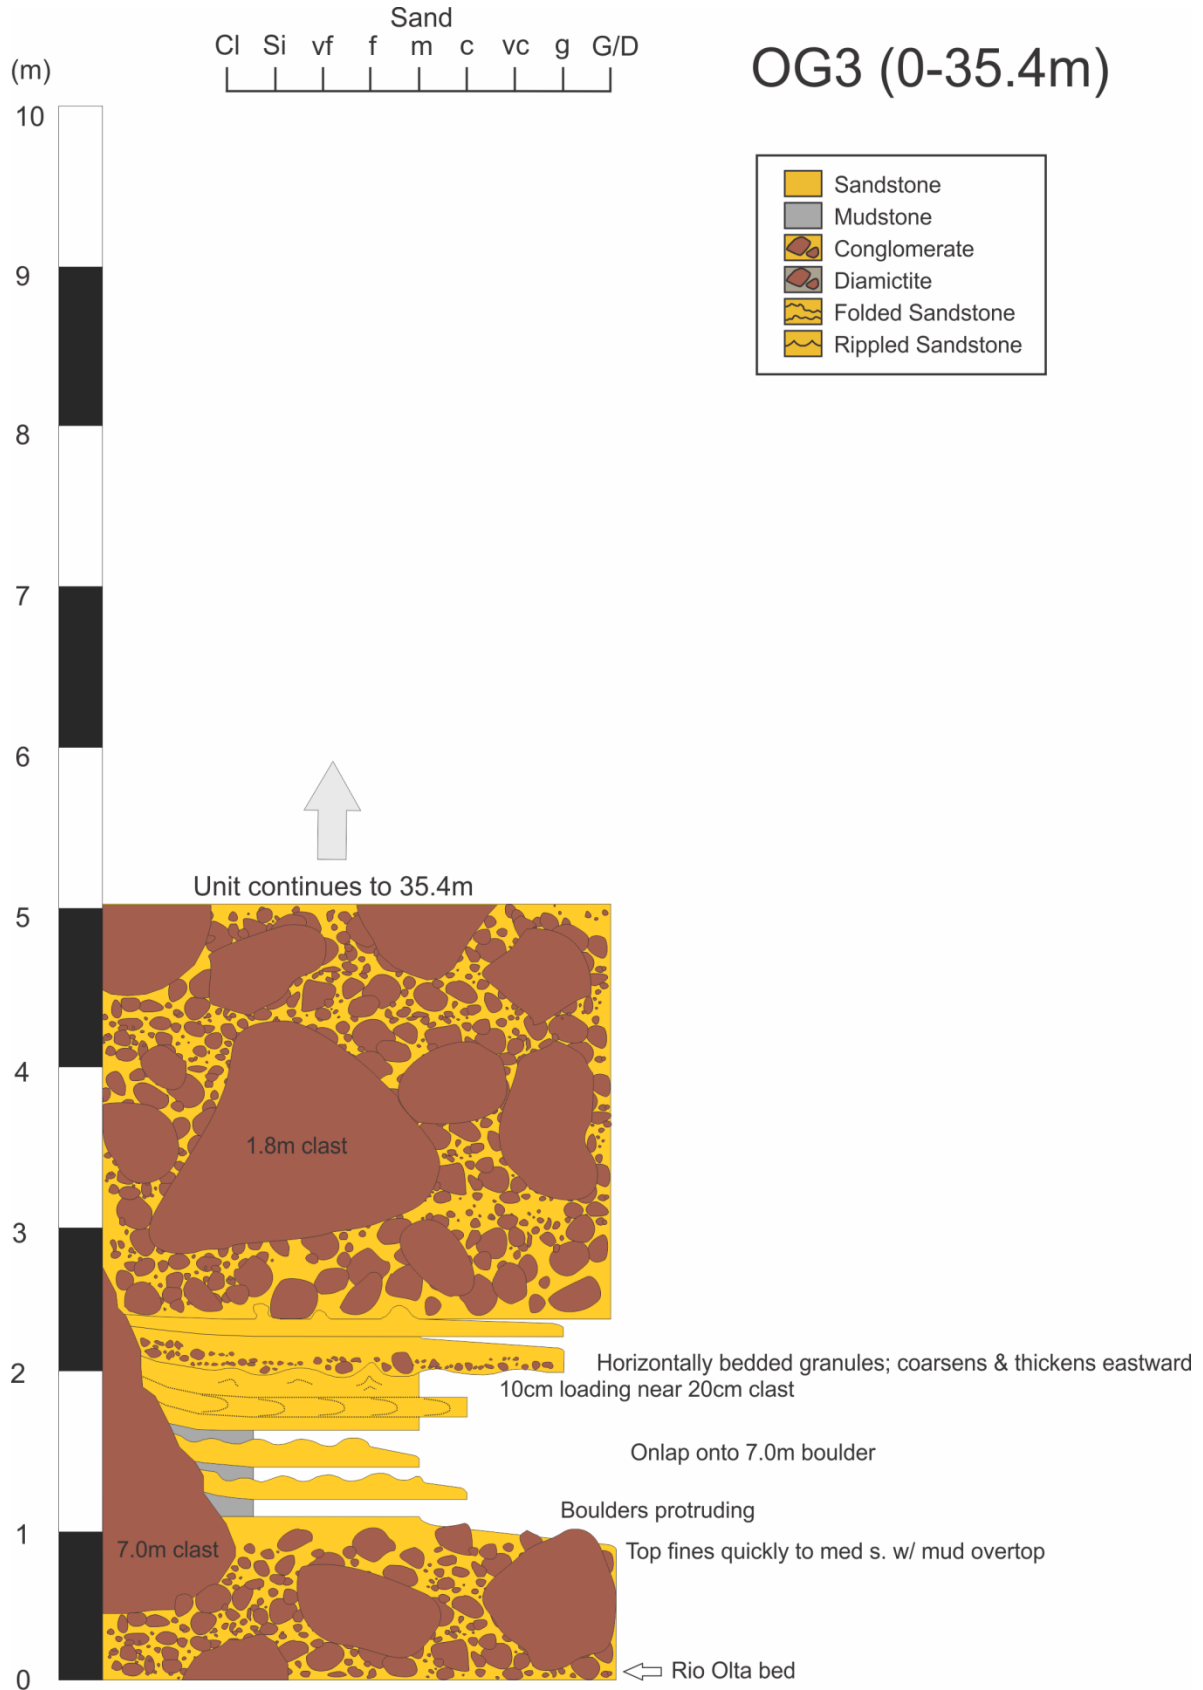 Sand
Cl Si vf f m c vc g G/D
(m)
OG3 (0-35.4m)
10
Sandstone
Mudstone
Conglomerate
Diamictite
Folded Sandstone
Rippled Sandstone
9
8
7
6
Unit continues to 35.4m
5
4
1.8m clast
3
2
Horizontally bedded granules; coarsens & thickens eastward
10cm loading near 20cm clast
Onlap onto 7.0m boulder
Boulders protruding
1
7.0m clast
Top fines quickly to med s. w/ mud overtop
0
Rio Olta bed